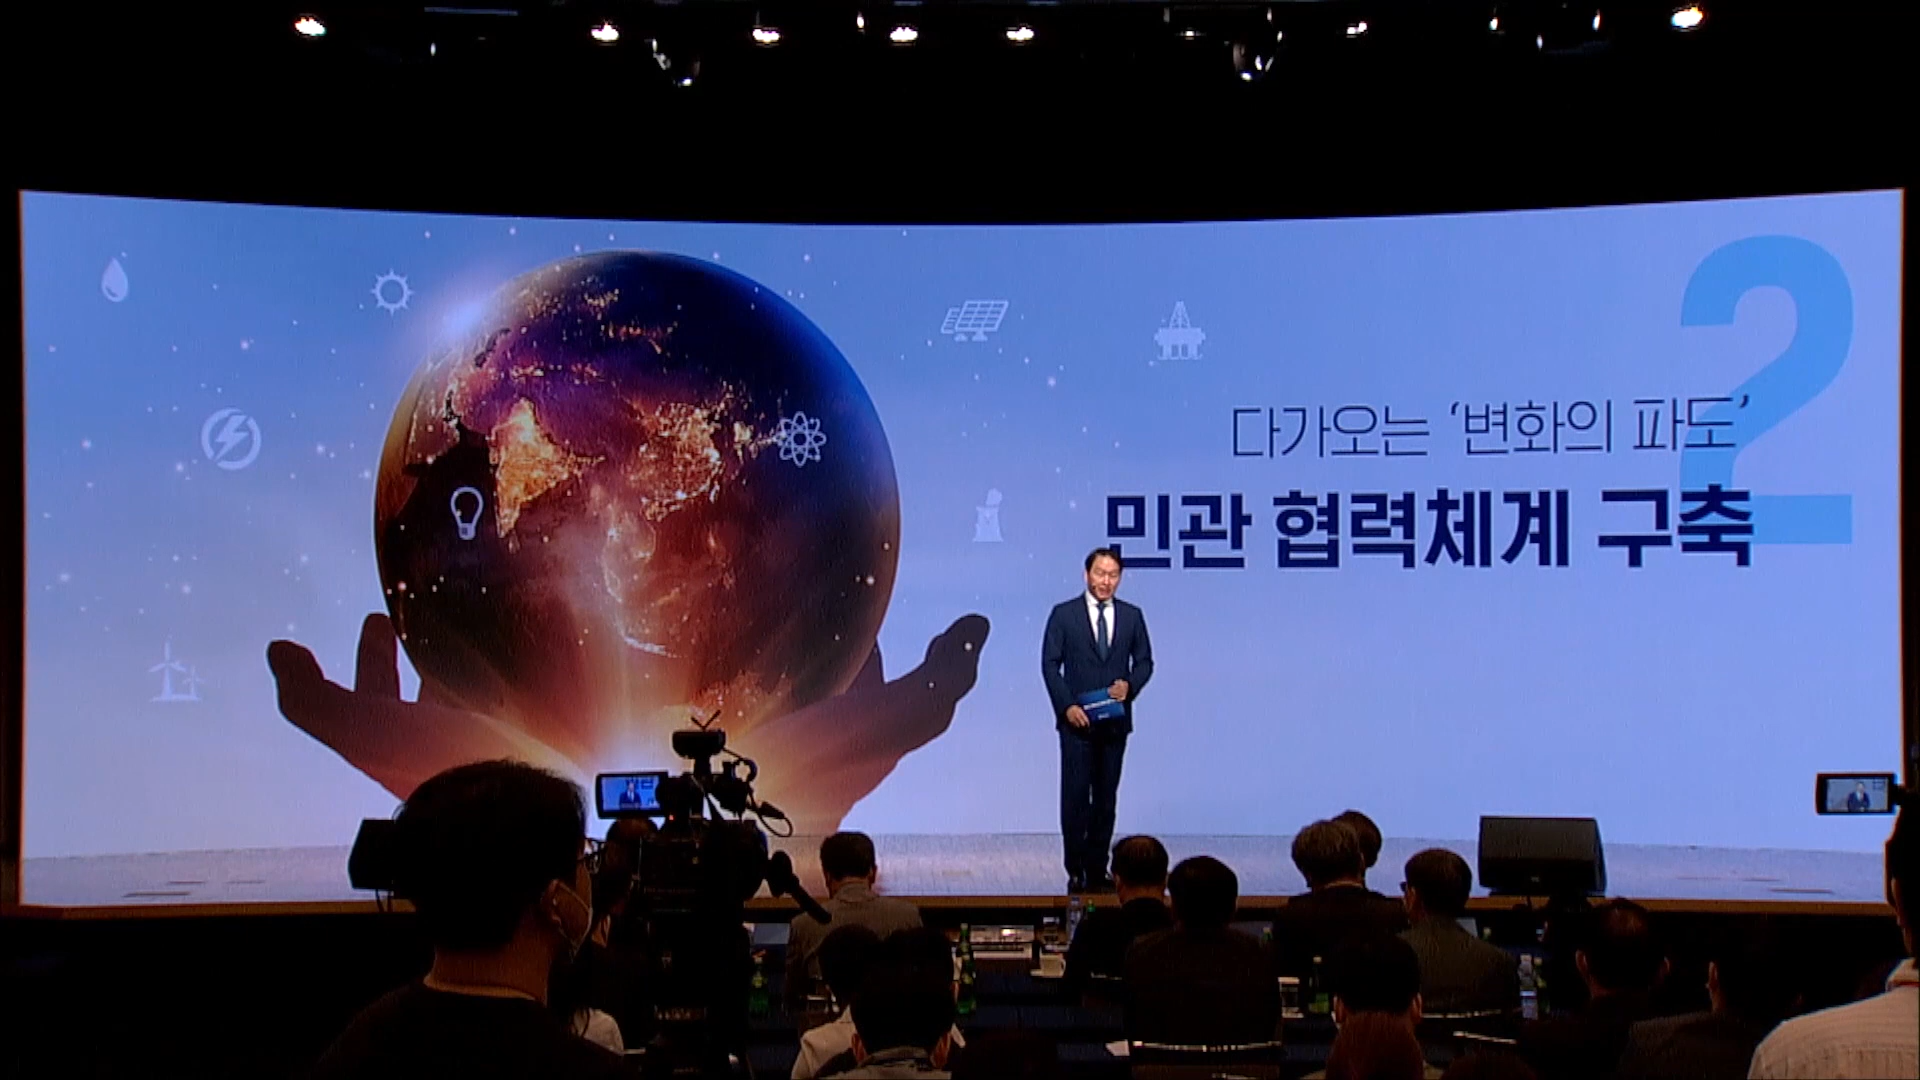 2
다가오는 ‘변화의 파도’
민관 협력체계 구축